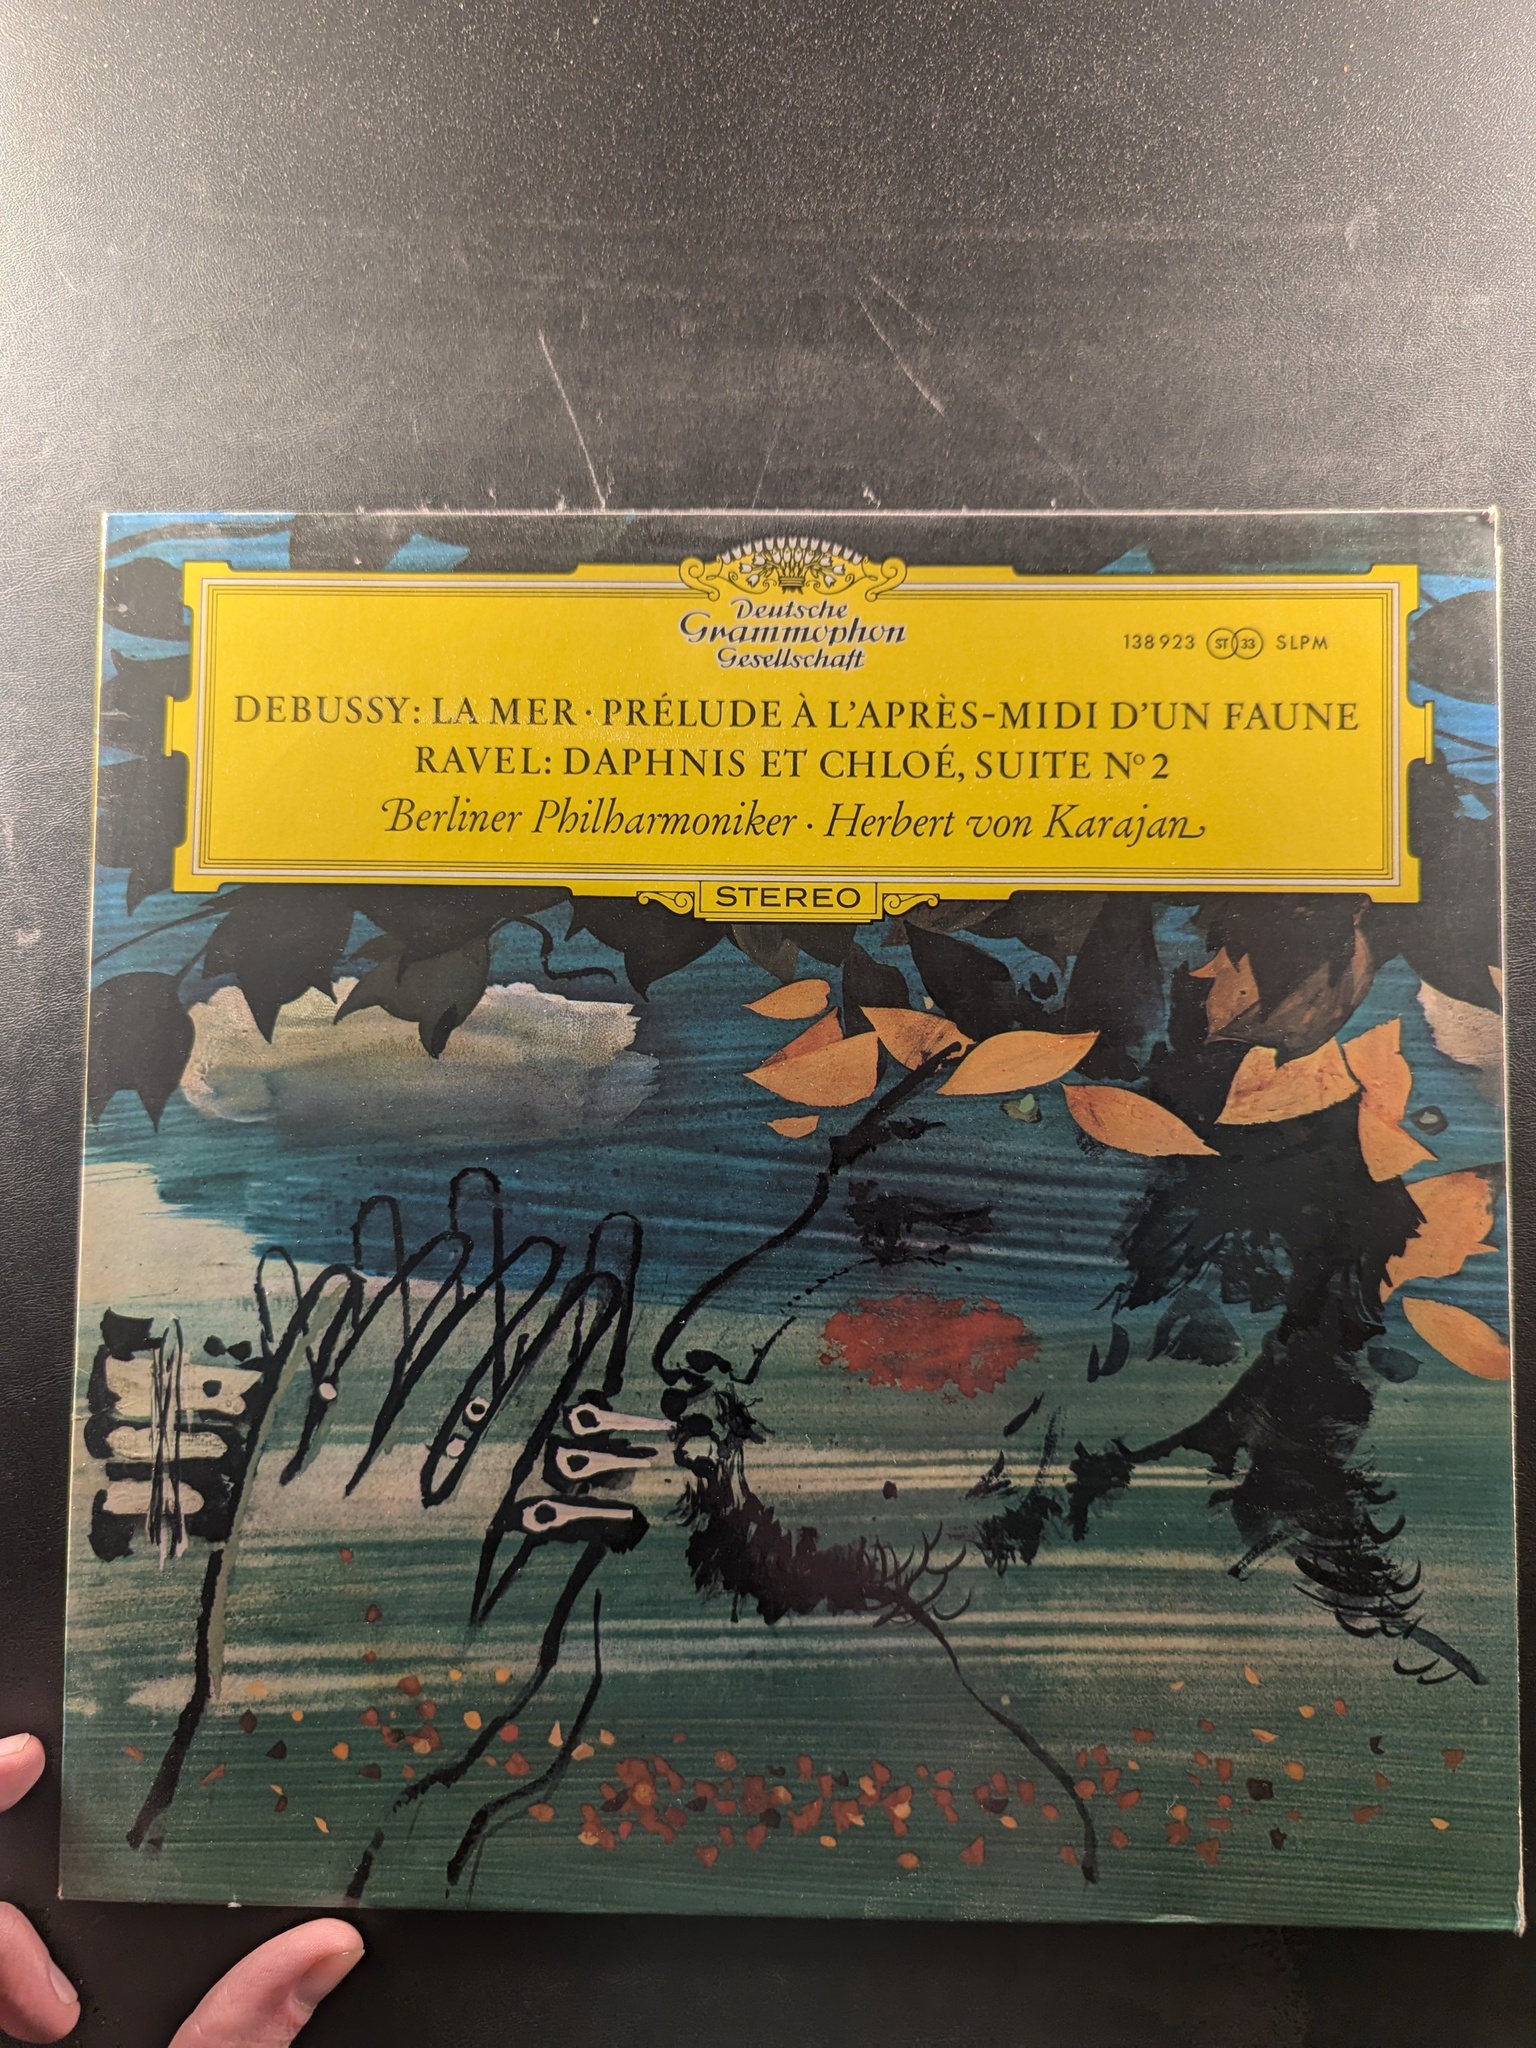 Deutsche
Grammophon
Gesellschaft
138 923 ST 33 SLPM
DEBUSSY: LA MER · PRÉLUDE À L'APRÈS-MIDI D'UN FAUNE
RAVEL: DAPHNIS ET CHLOÉ, SUITE Nº 2
Berliner Philharmoniker · Herbert von Karajan
STEREO